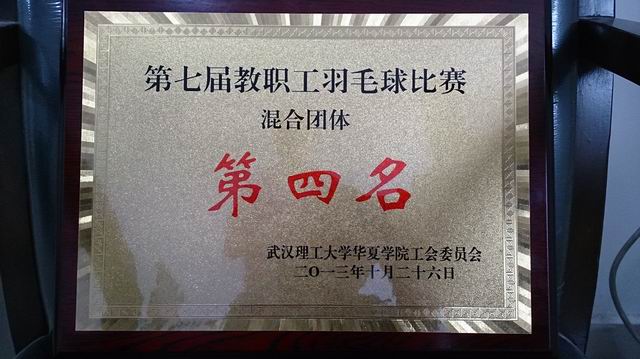 第七届教职工羽毛球比赛
混合团体
第四名
武汉理工大学华夏学院工会委员会
二〇一三年十月二十六日